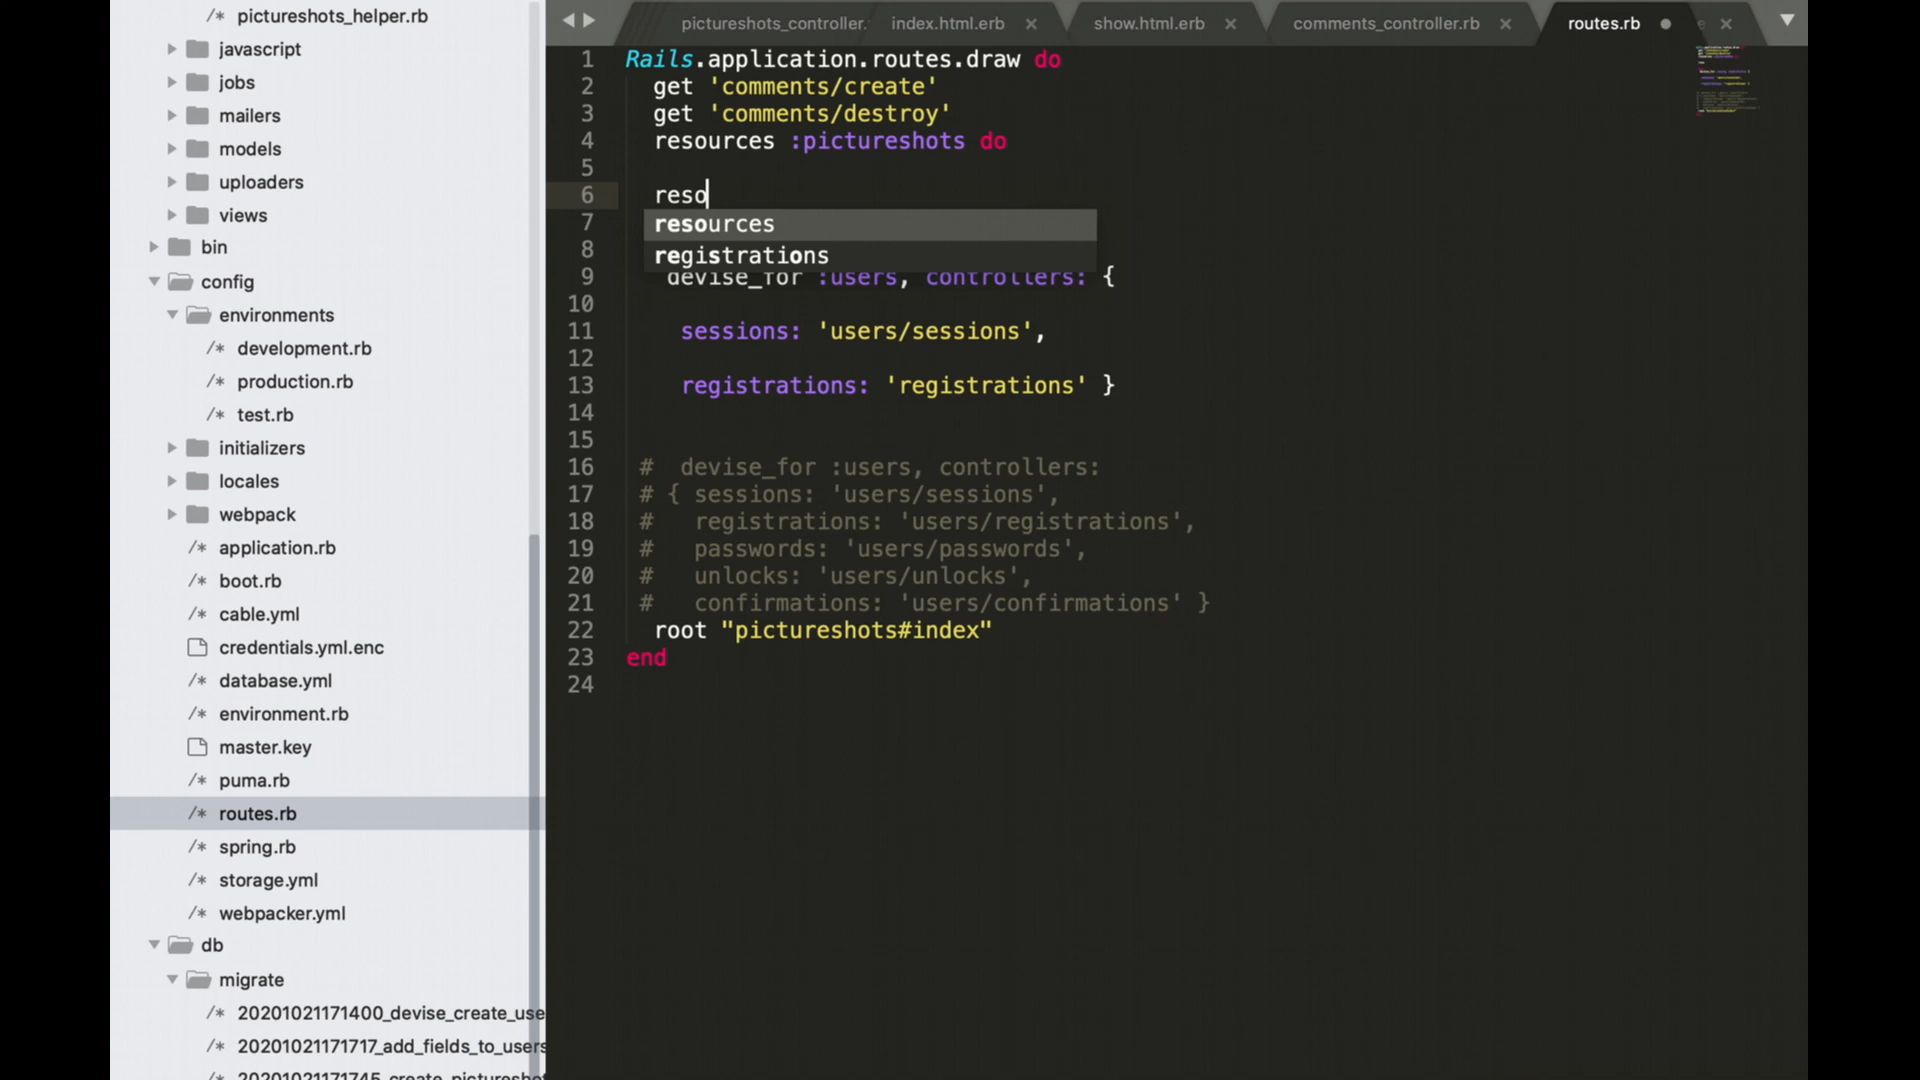 pictureshots_helper.rb
javascript
jobs
mailers
models
uploaders
views
bin
config
environments
development.rb
production.rb
test.rb
initializers
locales
webpack
application.rb
boot.rb
cable.yml
credentials.yml.enc
database.yml
environment.rb
master.key
puma.rb
routes.rb
spring.rb
storage.yml
webpacker.yml
db
migrate
20201021171400_devise_create_use
20201021171717_add_fields_to_users
20201021171745_create_pictureshot
pictureshots_controller. index.html.erb show.html.erb comments_controller.rb routes.rb
1 Rails.application.routes.draw do
2 get 'comments/create'
3 get 'comments/destroy'
4 resources :pictureshots do
5
6 reso
7 resources
8 registrations
9 devise_for :users, controllers: {
10
11 sessions: 'users/sessions',
12
13 registrations: 'registrations' }
14
15
16 # devise_for :users, controllers:
17 # { sessions: 'users/sessions',
18 # registrations: 'users/registrations',
19 # passwords: 'users/passwords',
20 # unlocks: 'users/unlocks',
21 # confirmations: 'users/confirmations' }
22 root "pictureshots#index"
23 end
24